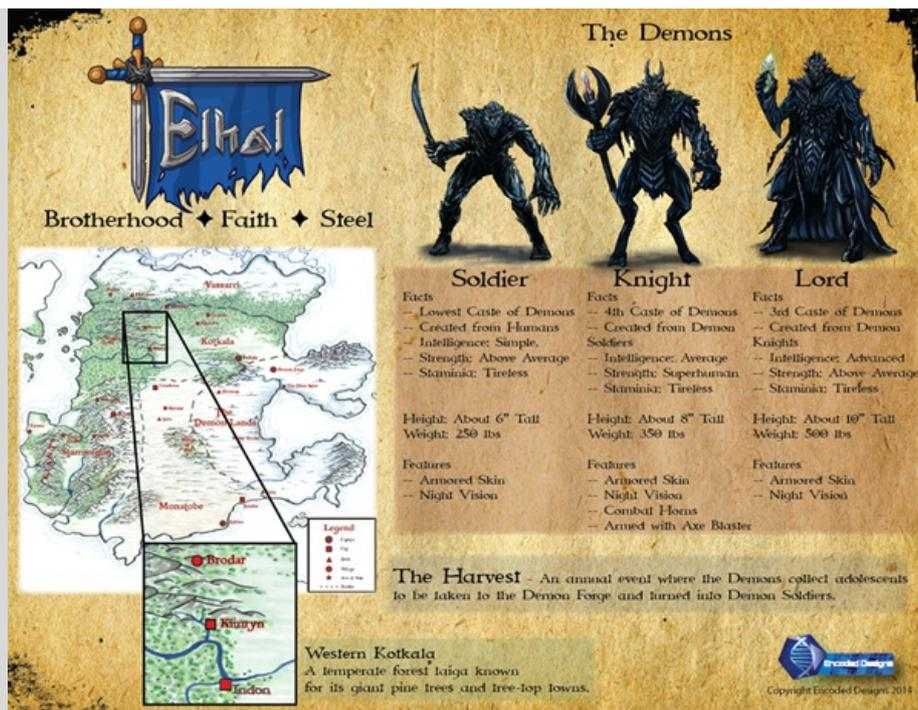 Elhal
Brotherhood ✦ Faith ✦ Steel
The Demons
Soldier
Facts
-- Lowest Caste of Demons
-- Created from Humans
-- Intelligence: Simple,
-- Strength: Above Average
-- Staminia: Tireless
Height: About 6" Tall
Weight: 250 lbs
Features
-- Armored Skin
-- Night Vision
Knight
Facts
-- 4th Caste of Demons
-- Created from Demon
Soldiers
-- Intelligence: Average
-- Strength: Superhuman
-- Staminia: Tireless
Height: About 8" Tall
Weight: 350 lbs
Features
-- Armored Skin
-- Night Vision
-- Combat Horns
-- Armed with Axe Blaster
Lord
Facts
-- 3rd Caste of Demons
-- Created from Demon
Knights
-- Intelligence: Advanced
-- Strength: Above Average
-- Staminia: Tireless
Height: About 10" Tall
Weight: 500 lbs
Features
-- Armored Skin
-- Night Vision
Vassarri
Kotkala
The
Demon Lands
Monatobe
Legend
Brodar
Kimryn
The Harvest - An annual event where the Demons collect adolescents
to be taken to the Demon Forge and turned into Demon Soldiers.
Western Kotkala
A temperate forest taiga known
for its giant pine trees and tree-top towns.
Encoded Designs
Copyright Encoded Designs 2014